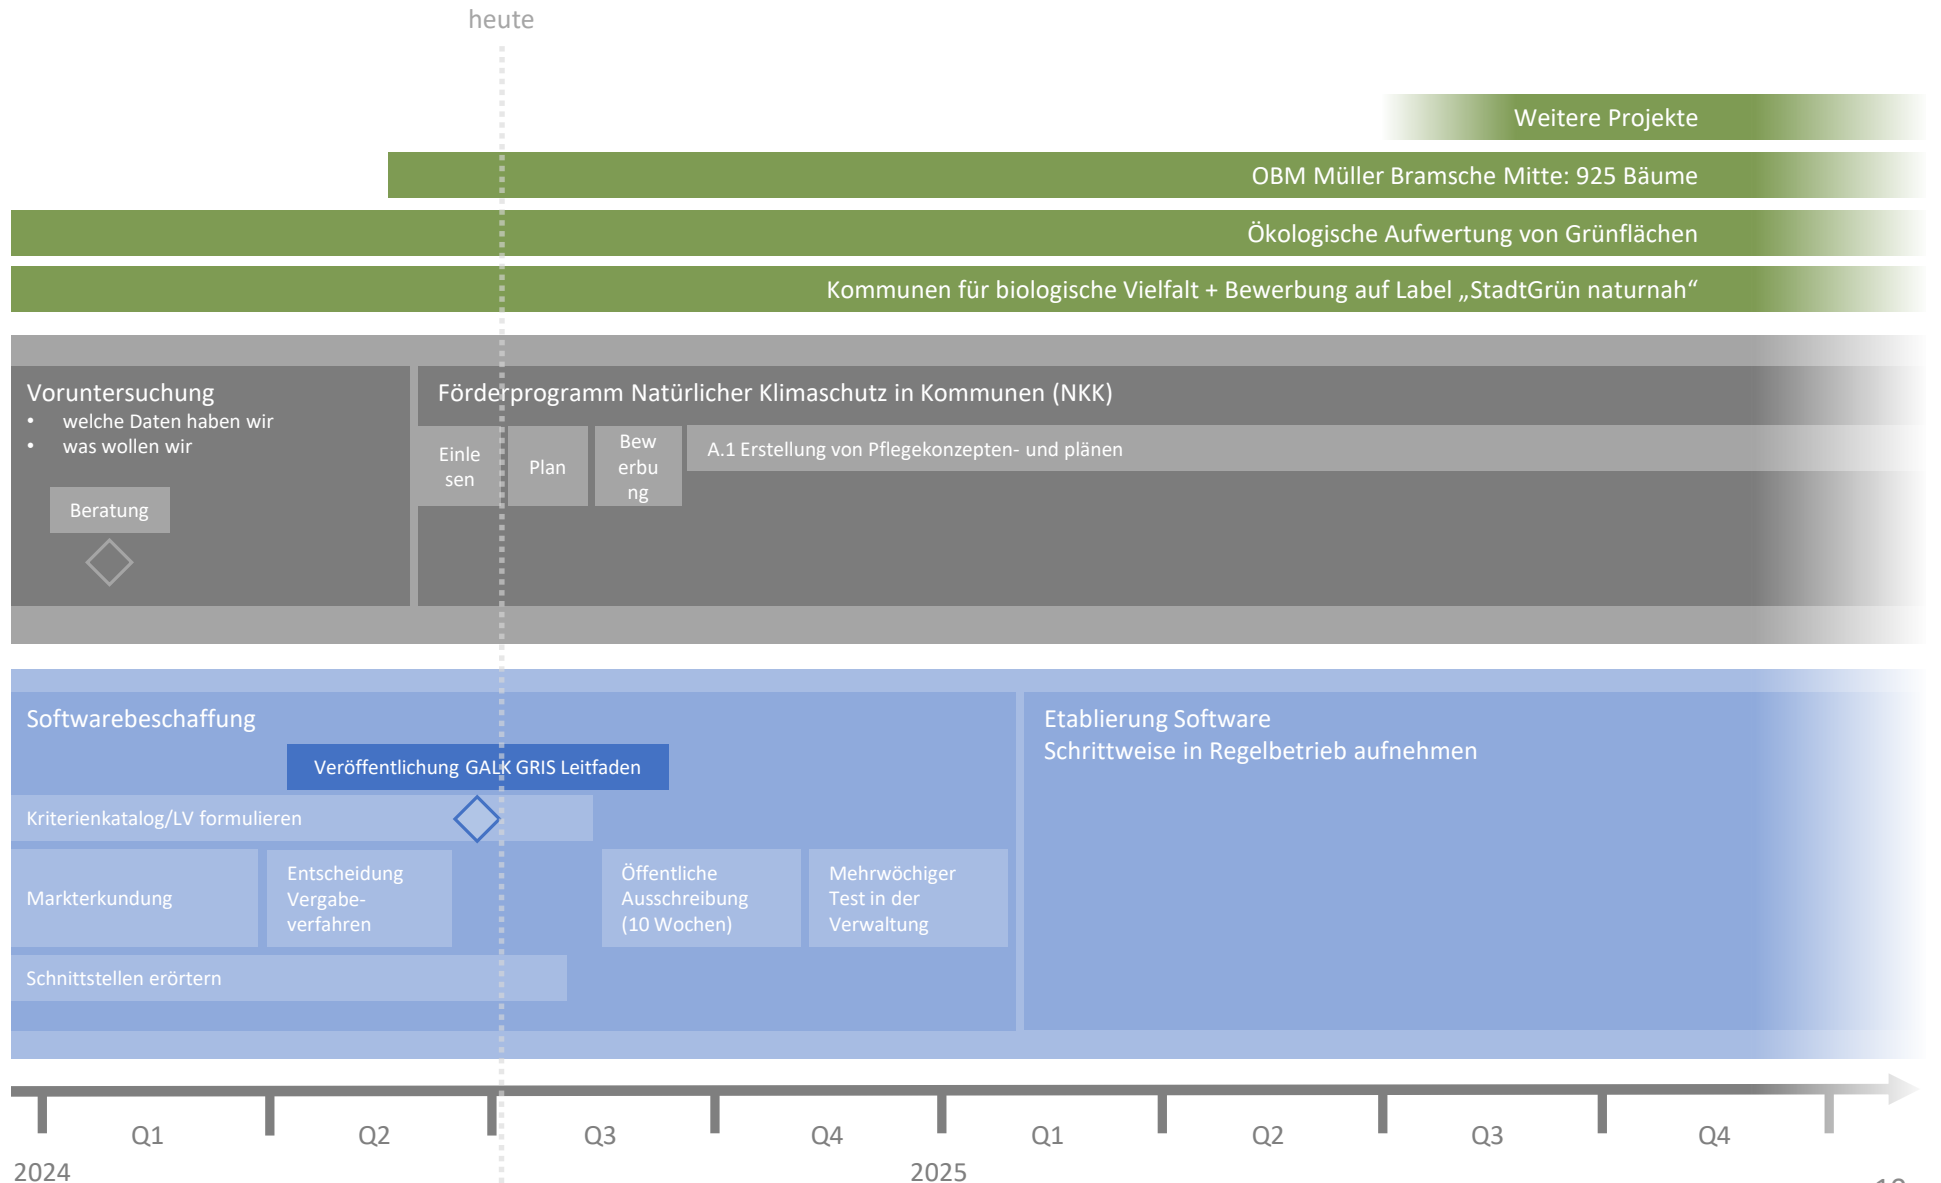 heute
Weitere Projekte
OBM Müller Bramsche Mitte: 925 Bäume
Ökologische Aufwertung von Grünflächen
Kommunen für biologische Vielfalt + Bewerbung auf Label „StadtGrün naturnah“
Voruntersuchung
• welche Daten haben wir
• was wollen wir
Beratung
Förderprogramm Natürlicher Klimaschutz in Kommunen (NKK)
Einle
sen
Plan
Bew
erbu
ng
A.1 Erstellung von Pflegekonzepten- und plänen
Softwarebeschaffung
Veröffentlichung GALK GRIS Leitfaden
Kriterienkatalog/LV formulieren
Markterkundung
Entscheidung
Vergabe-
verfahren
Öffentliche
Ausschreibung
(10 Wochen)
Mehrwöchiger
Test in der
Verwaltung
Schnittstellen erörtern
Etablierung Software
Schrittweise in Regelbetrieb aufnehmen
Q1
Q2
Q3
Q4
Q1
Q2
Q3
Q4
2024
2025